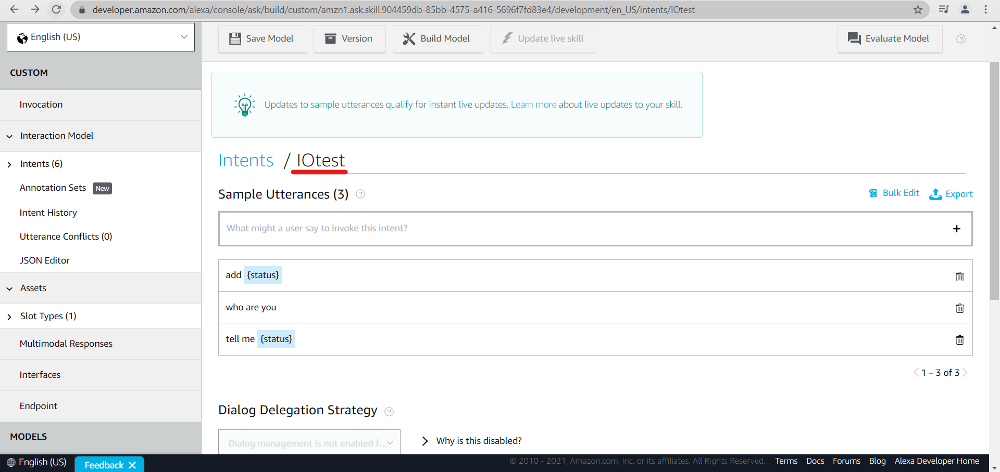 developer.amazon.com/alexa/console/ask/build/custom/amzn1.ask.skill.904459db-85bb-4575-a416-5696f7fd83e4/development/en_US/intents/IOtest
English (US)
Save Model
Version
Build Model
Update live skill
Evaluate Model
?
CUSTOM
Invocation
Interaction Model
Intents (6)
Annotation Sets New
Intent History
Utterance Conflicts (0)
JSON Editor
Assets
Slot Types (1)
Multimodal Responses
Interfaces
Endpoint
MODELS
Updates to sample utterances qualify for instant live updates. Learn more about live updates to your skill.
Intents / IOtest
Sample Utterances (3) ?
Bulk Edit
Export
What might a user say to invoke this intent? +
add {status}
who are you
tell me {status}
1 – 3 of 3
Dialog Delegation Strategy ?
Dialog management is not enabled f...
Why is this disabled?
English (US)
Feedback X
© 2010 - 2021, Amazon.com, Inc. or its affiliates. All Rights Reserved.
Terms
Docs
Forums
Blog
Alexa Developer Home